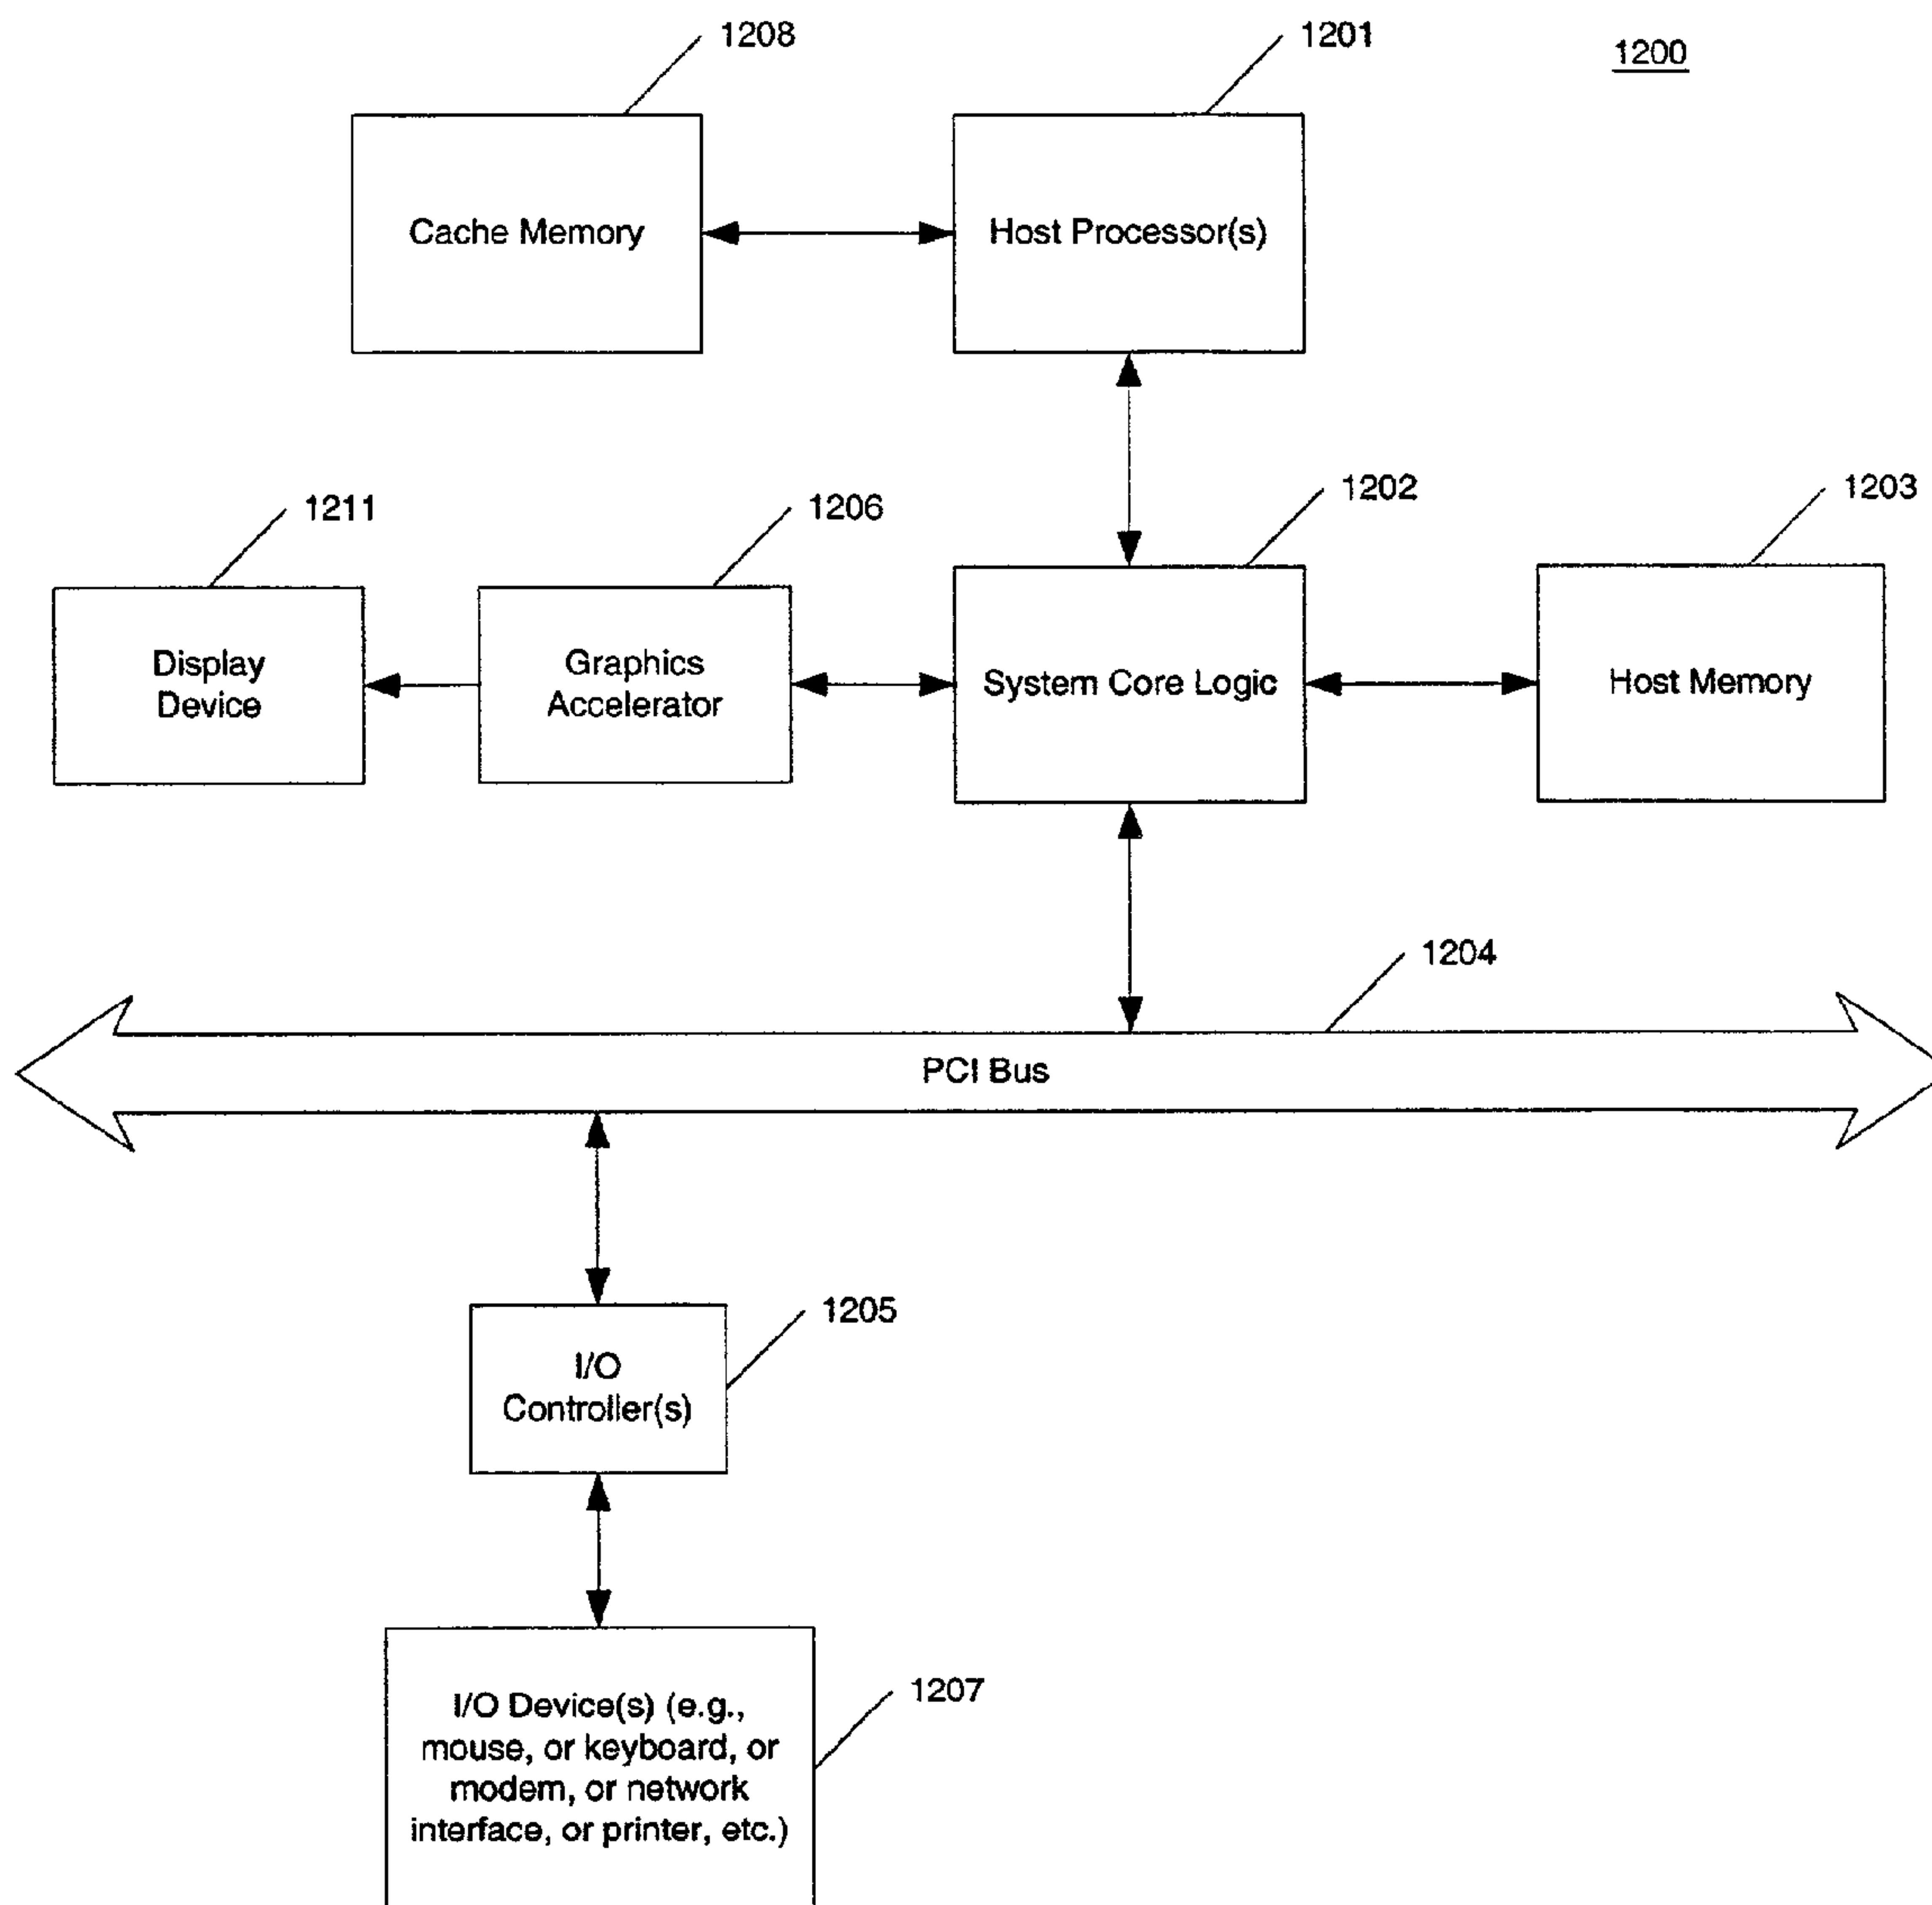 1208
1201
1200
Cache Memory
Host Processor(s)
1211
1206
1202
1203
Display
Device
Graphics
Accelerator
System Core Logic
Host Memory
1204
PCI Bus
1205
I/O
Controller(s)
1207
I/O Device(s) (e.g.,
mouse, or keyboard, or
modem, or network
interface, or printer, etc.)